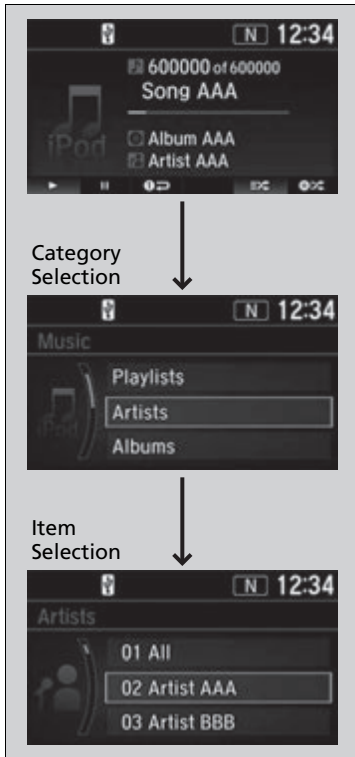 N 12:34
600000 of 600000
Song AAA
iPod
Album AAA
Artist AAA
Category
Selection
N 12:34
Music
Playlists
Artists
iPod
Albums
Item
Selection
N 12:34
Artists
01 All
02 Artist AAA
03 Artist BBB